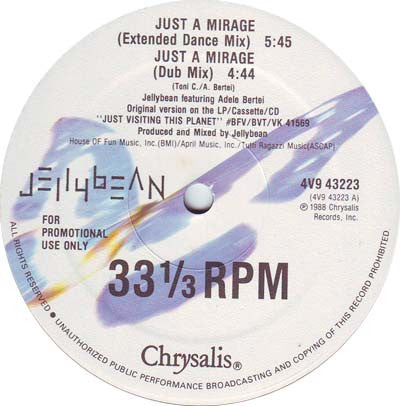 JUST A MIRAGE
(Extended Dance Mix) 5:45
JUST A MIRAGE
(Dub Mix) 4:44
(Toni C./A. Bertei)
Jellybean featuring Adele Bertei
Original version on the LP/Cassette/CD
"JUST VISITING THIS PLANET" #BFV/BVT/VK 41569
Produced and Mixed by Jellybean
House OF Fun Music, Inc.(BMI)/April Music, Inc./Tutti Ragazzi Music(ASCAP)
JELLYBEAN
FOR
PROMOTIONAL
USE ONLY
4V9 43223
(4V9 43223 A)
℗ 1988 Chrysalis
Records, Inc.
33 1/3 RPM
Chrysalis®
ALL RIGHTS RESERVED • UNAUTHORIZED PUBLIC PERFORMANCE BROADCASTING AND COPYING OF THIS RECORD PROHIBITED